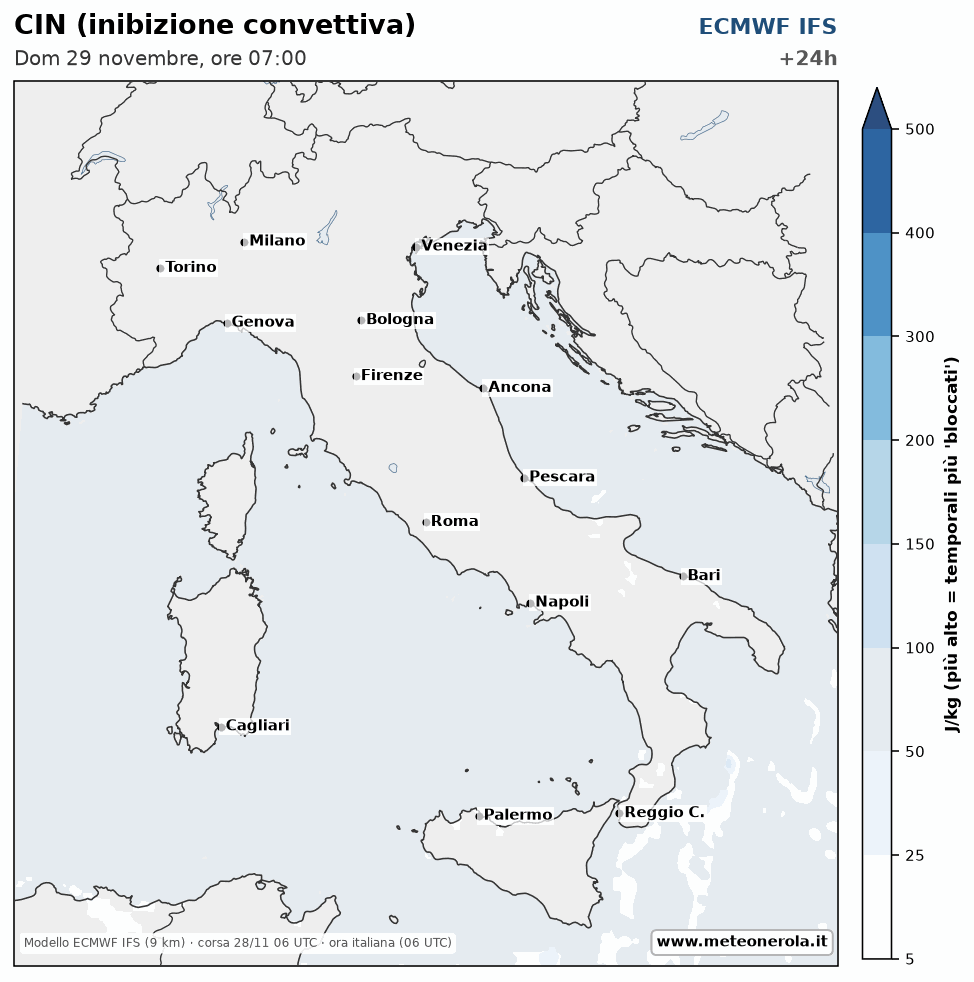 CIN (inibizione convettiva)
ECMWF IFS
Dom 29 novembre, ore 07:00
+24h
Milano
Venezia
Torino
Genova
Bologna
Firenze
Ancona
Pescara
Roma
Bari
Napoli
Cagliari
Palermo
Reggio C.
Modello ECMWF IFS (9 km) · corsa 28/11 06 UTC · ora italiana (06 UTC)
www.meteonerola.it
500
400
300
200
150
100
50
25
5
J/kg (più alto = temporali più 'bloccati')